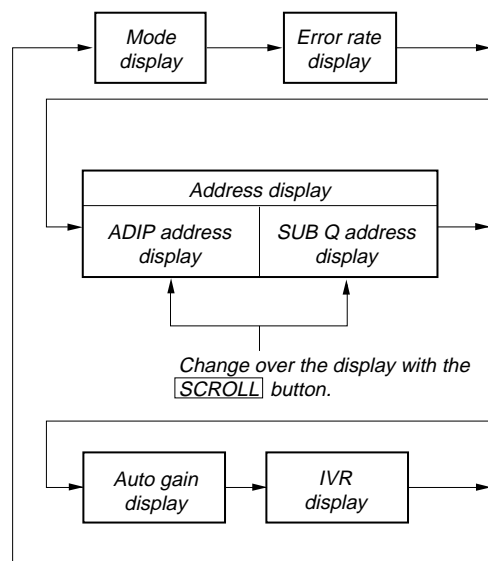 Mode
display
Error rate
display
Address display
ADIP address
display
SUB Q address
display
Change over the display with the
SCROLL button.
Auto gain
display
IVR
display